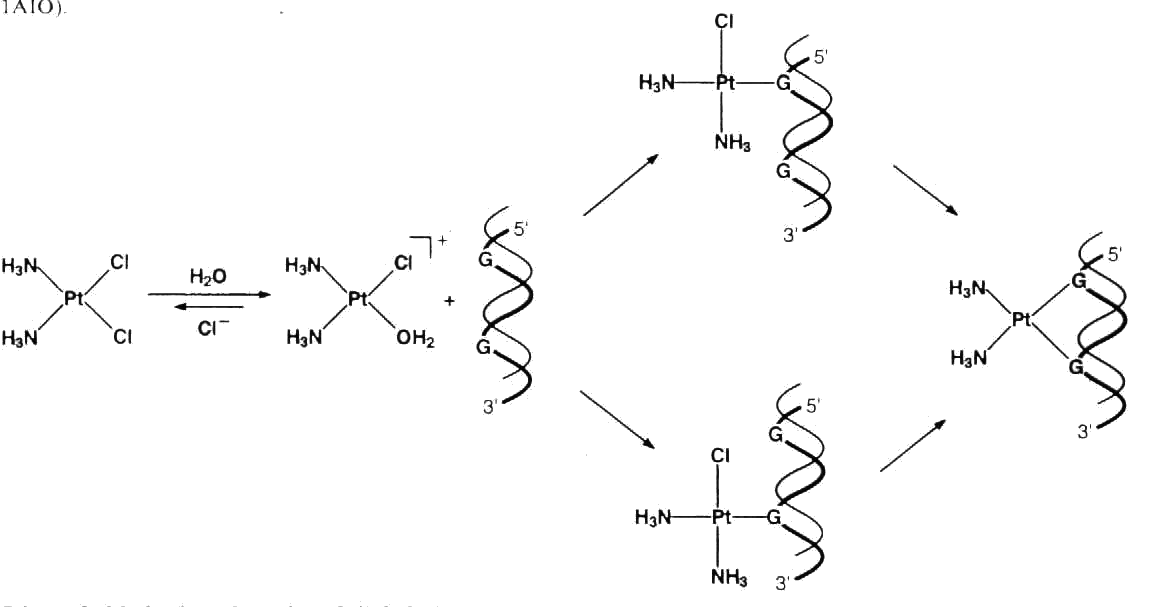 1AIO).
Cl
5'
H₃N Pt G
NH₃
G
3'
H₃N Cl
Pt
H₃N Cl
H₂O
Cl⁻
H₃N Cl +
Pt
H₃N OH₂
+
5'
G
G
3'
5'
G
Cl
H₃N Pt G
NH₃
3'
5'
H₃N G
Pt
H₃N G
3'